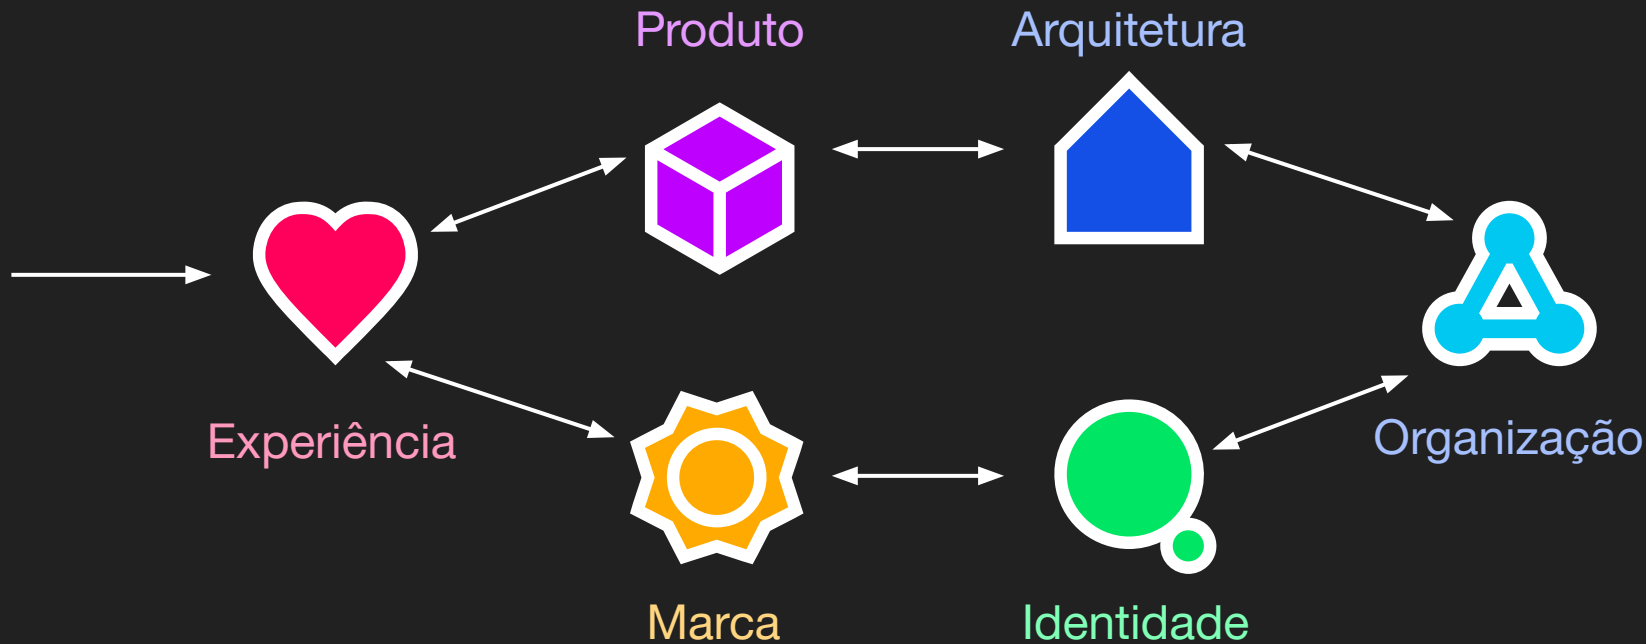 Produto
Arquitetura
Experiência
Organização
Marca
Identidade